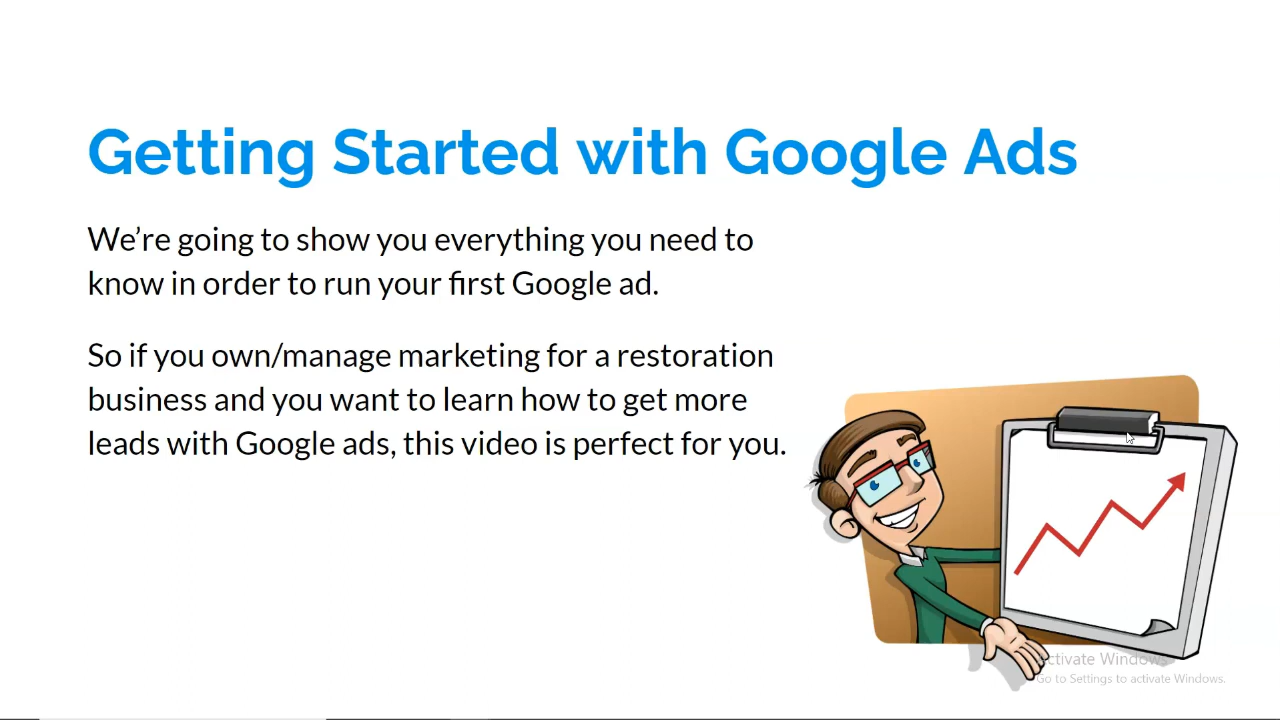 Getting Started with Google Ads
We’re going to show you everything you need to
know in order to run your first Google ad.
So if you own/manage marketing for a restoration
business and you want to learn how to get more
leads with Google ads, this video is perfect for you.
Activate Windows
Go to Settings to activate Windows.